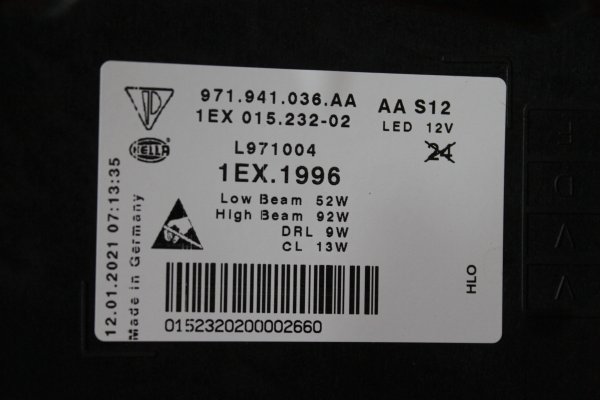 971.941.036.AA AA S12
1EX 015.232-02 LED 12V
HELLA
L971004 24
1EX.1996
Low Beam 52W
High Beam 92W
DRL 9W
CL 13W
12.01.2021 07:13:35
Made in Germany
HLO
0152320200002660
R
D